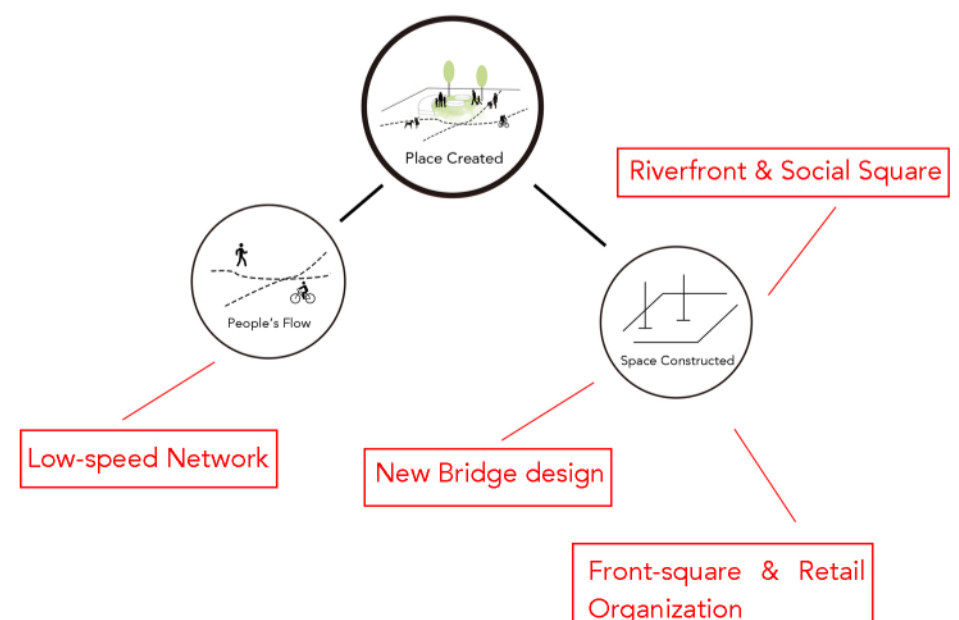 Place Created
Riverfront & Social Square
People's Flow
Space Constructed
Low-speed Network
New Bridge design
Front-square & Retail
Organization